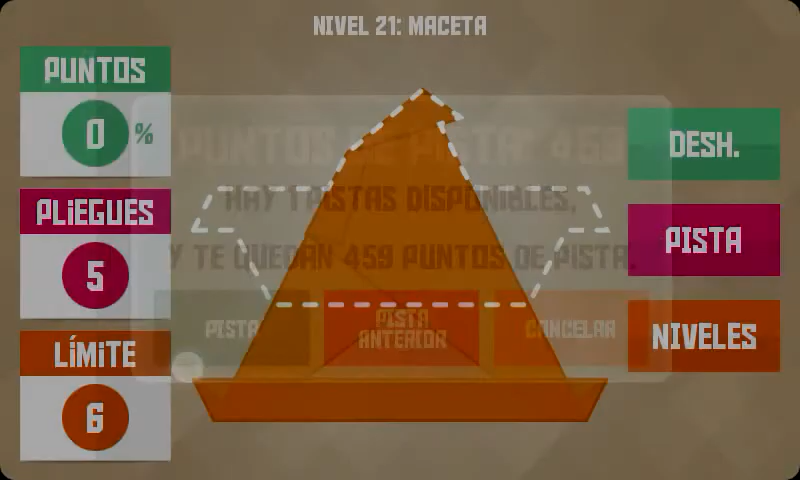 NIVEL 21: MACETA
PUNTOS
0 %
PLIEGUES
5
LÍMITE
6
PUNTOS DE PISTA: 459
HAY PISTAS DISPONIBLES,
Y TE QUEDAN 459 PUNTOS DE PISTA.
PISTA
PISTA
ANTERIOR
CANCELAR
DESH.
PISTA
NIVELES